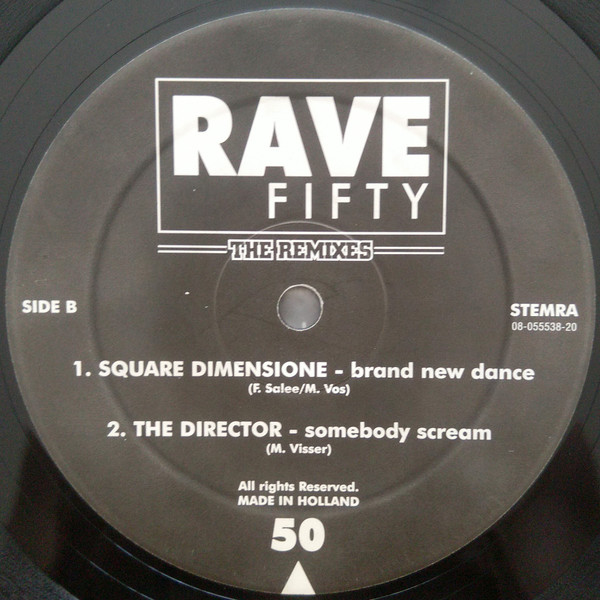 RAVE
FIFTY
THE REMIXES
SIDE B
STEMRA
08-055538-20
1. SQUARE DIMENSIONE - brand new dance
(F. Salee/M. Vos)
2. THE DIRECTOR - somebody scream
(M. Visser)
All rights Reserved.
MADE IN HOLLAND
50